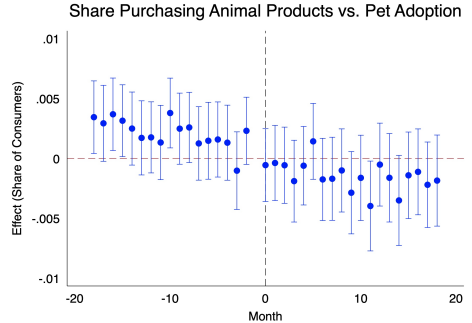 Share Purchasing Animal Products vs. Pet Adoption
.01
.005
0
-.005
-.01
Effect (Share of Consumers)
-20 -10 0 10 20
Month